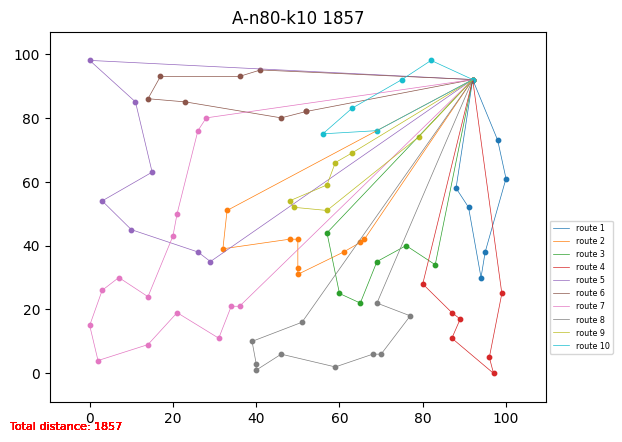 A-n80-k10 1857
100
80
60
40
20
0
0
20
40
60
80
100
route 1
route 2
route 3
route 4
route 5
route 6
route 7
route 8
route 9
route 10
Total distance: 1857